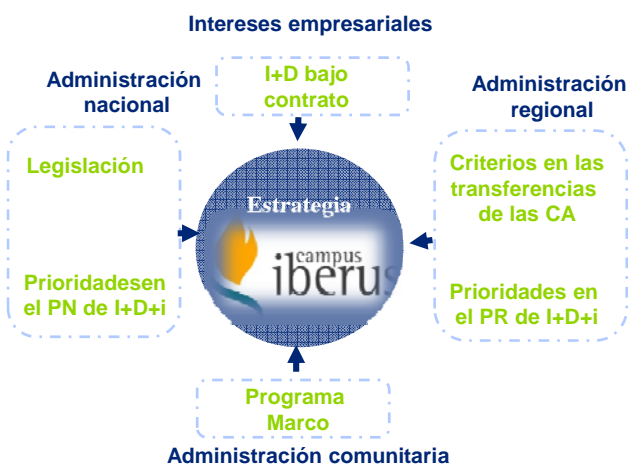 Intereses empresariales
Administración
nacional
I+D bajo
contrato
Administración
regional
Legislación
Prioridadesen
el PN de I+D+i
Estrategia
campus
iberus
Criterios en las
transferencias
de las CA
Prioridades en
el PR de I+D+i
Programa
Marco
Administración comunitaria